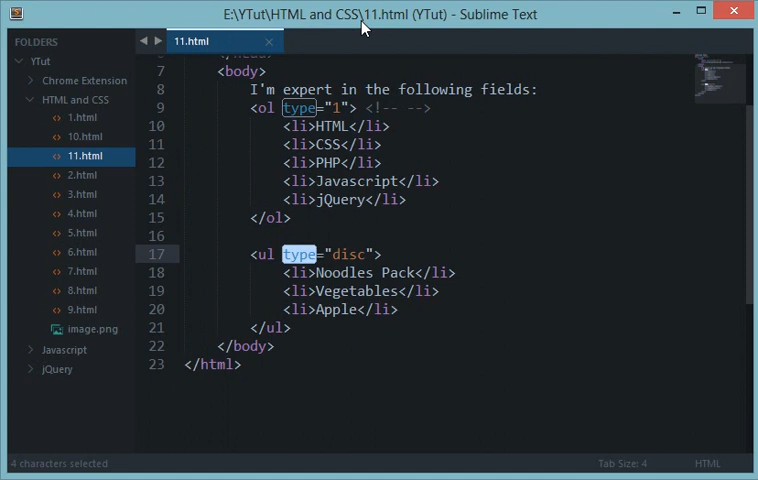 E:\YTut\HTML and CSS\11.html (YTut) - Sublime Text
FOLDERS
YTut
Chrome Extension
HTML and CSS
1.html
10.html
11.html
2.html
3.html
4.html
5.html
6.html
7.html
8.html
9.html
image.png
Javascript
jQuery
11.html
7 <body>
8 I'm expert in the following fields:
9 <ol type="1"> <!-- -->
10 <li>HTML</li>
11 <li>CSS</li>
12 <li>PHP</li>
13 <li>Javascript</li>
14 <li>jQuery</li>
15 </ol>
16
17 <ul type="disc">
18 <li>Noodles Pack</li>
19 <li>Vegetables</li>
20 <li>Apple</li>
21 </ul>
22 </body>
23 </html>
4 characters selected
Tab Size: 4
HTML